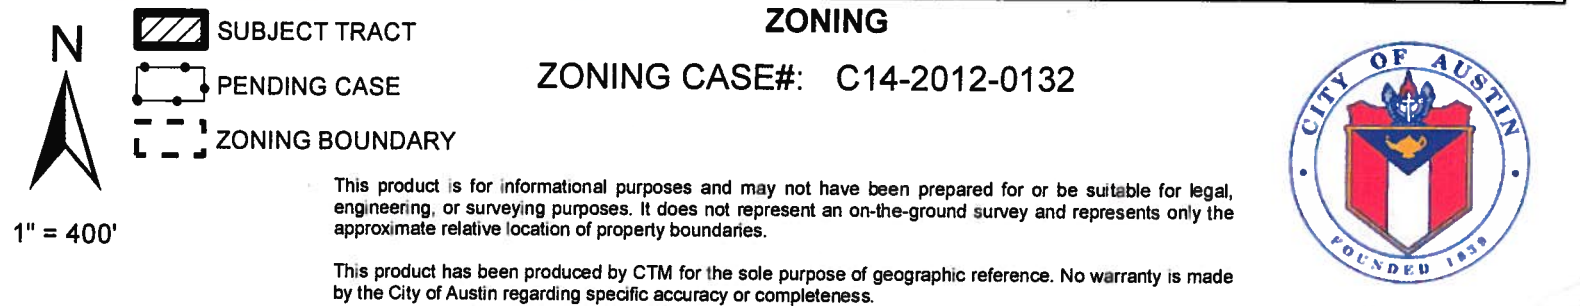 N
1" = 400'
SUBJECT TRACT
PENDING CASE
ZONING BOUNDARY
ZONING
ZONING CASE#: C14-2012-0132
This product is for informational purposes and may not have been prepared for or be suitable for legal,
engineering, or surveying purposes. It does not represent an on-the-ground survey and represents only the
approximate relative location of property boundaries.
This product has been produced by CTM for the sole purpose of geographic reference. No warranty is made
by the City of Austin regarding specific accuracy or completeness.
CITY OF AUSTIN
FOUNDED 1839